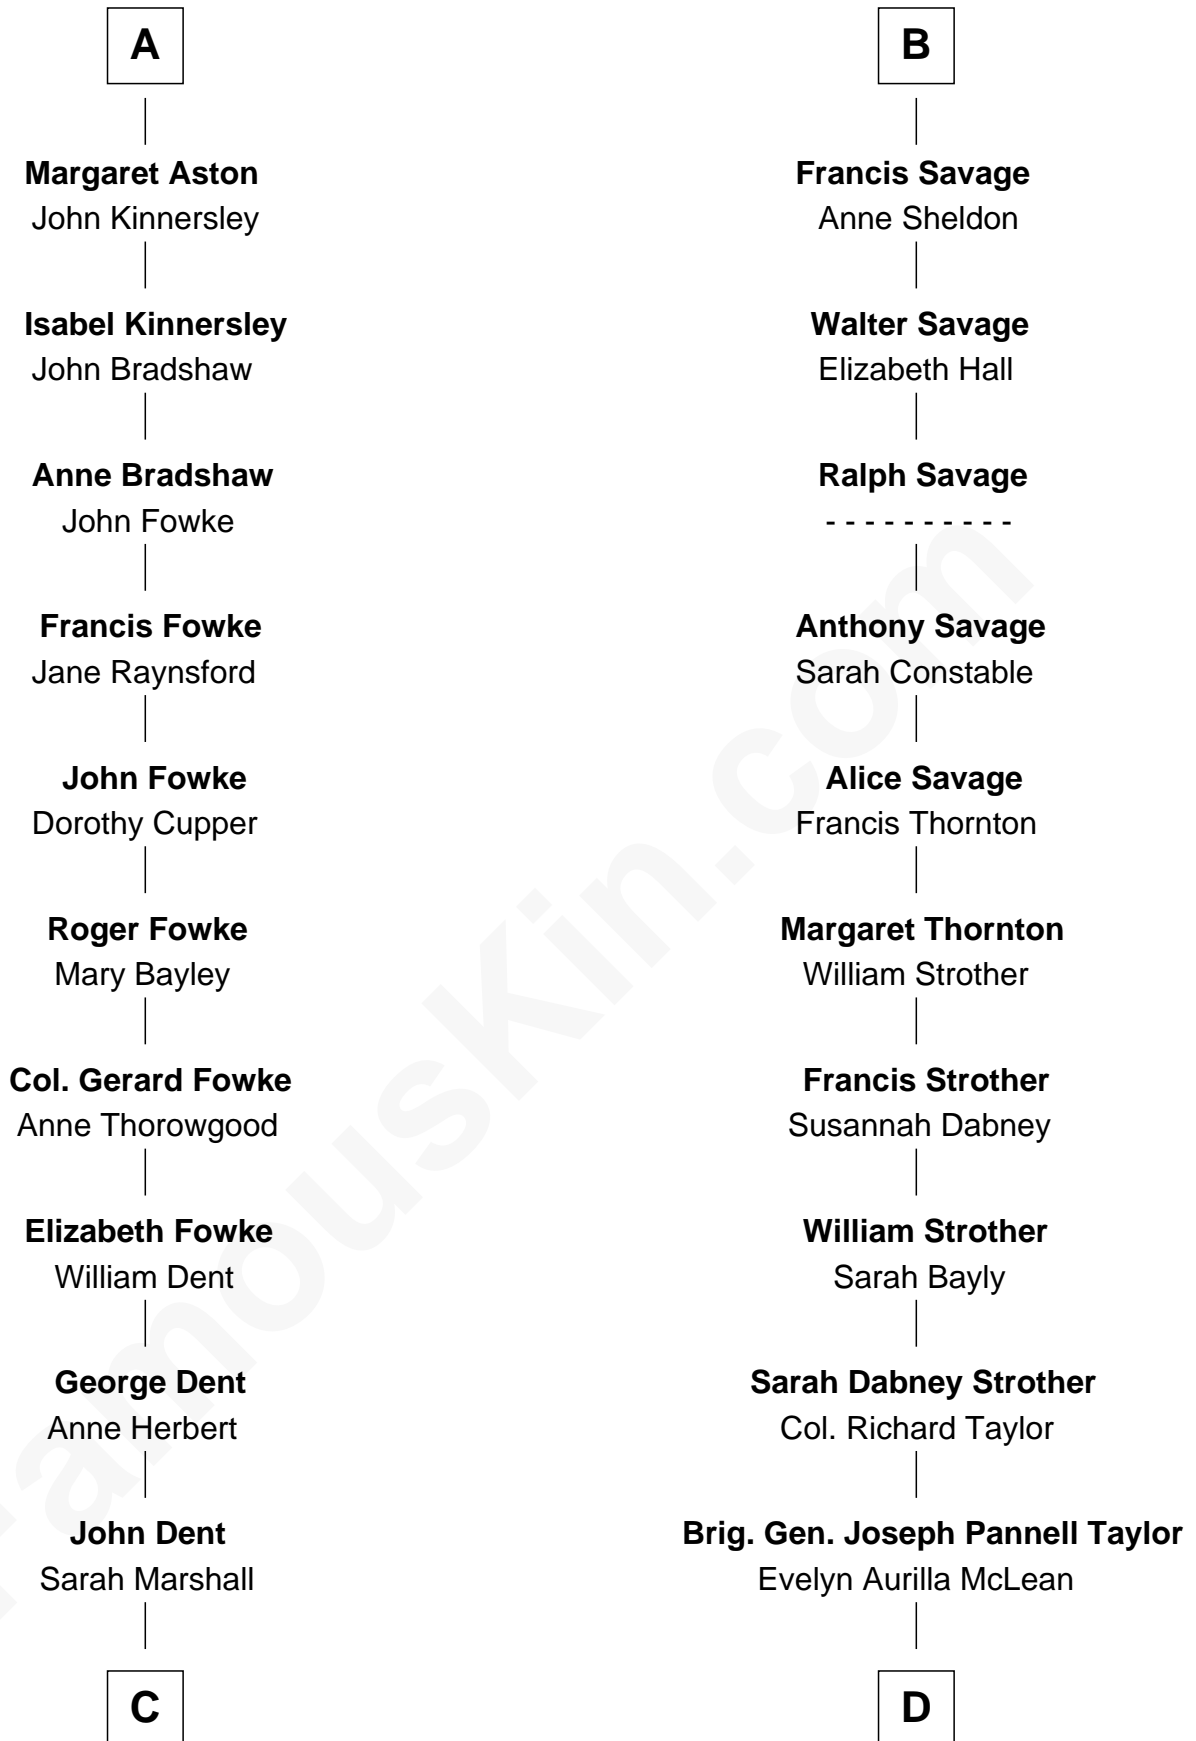 A
Margaret Aston
John Kinnersley
Isabel Kinnersley
John Bradshaw
Anne Bradshaw
John Fowke
Francis Fowke
Jane Raynsford
John Fowke
Dorothy Cupper
Roger Fowke
Mary Bayley
Col. Gerard Fowke
Anne Thorowgood
Elizabeth Fowke
William Dent
George Dent
Anne Herbert
John Dent
Sarah Marshall
C
B
Francis Savage
Anne Sheldon
Walter Savage
Elizabeth Hall
Ralph Savage
- - - - - - - - - -
Anthony Savage
Sarah Constable
Alice Savage
Francis Thornton
Margaret Thornton
William Strother
Francis Strother
Susannah Dabney
William Strother
Sarah Bayly
Sarah Dabney Strother
Col. Richard Taylor
Brig. Gen. Joseph Pannell Taylor
Evelyn Aurilla McLean
D
FamousKin.com